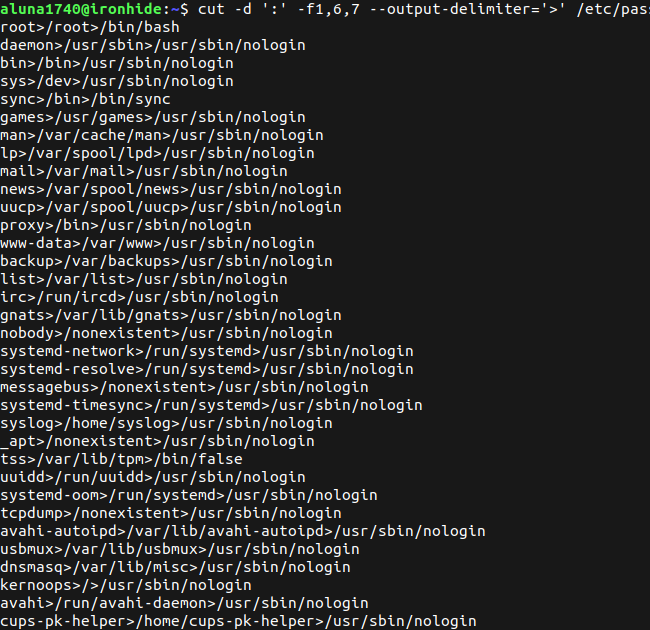 aluna1740@ironhide:~$ cut -d ':' -f1,6,7 --output-delimiter='>' /etc/pas
root>/root>/bin/bash
daemon>/usr/sbin>/usr/sbin/nologin
bin>/bin>/usr/sbin/nologin
sys>/dev>/usr/sbin/nologin
sync>/bin>/bin/sync
games>/usr/games>/usr/sbin/nologin
man>/var/cache/man>/usr/sbin/nologin
lp>/var/spool/lpd>/usr/sbin/nologin
mail>/var/mail>/usr/sbin/nologin
news>/var/spool/news>/usr/sbin/nologin
uucp>/var/spool/uucp>/usr/sbin/nologin
proxy>/bin>/usr/sbin/nologin
www-data>/var/www>/usr/sbin/nologin
backup>/var/backups>/usr/sbin/nologin
list>/var/list>/usr/sbin/nologin
irc>/run/ircd>/usr/sbin/nologin
gnats>/var/lib/gnats>/usr/sbin/nologin
nobody>/nonexistent>/usr/sbin/nologin
systemd-network>/run/systemd>/usr/sbin/nologin
systemd-resolve>/run/systemd>/usr/sbin/nologin
messagebus>/nonexistent>/usr/sbin/nologin
systemd-timesync>/run/systemd>/usr/sbin/nologin
syslog>/home/syslog>/usr/sbin/nologin
_apt>/nonexistent>/usr/sbin/nologin
tss>/var/lib/tpm>/bin/false
uuidd>/run/uuidd>/usr/sbin/nologin
systemd-oom>/run/systemd>/usr/sbin/nologin
tcpdump>/nonexistent>/usr/sbin/nologin
avahi-autoipd>/var/lib/avahi-autoipd>/usr/sbin/nologin
usbmux>/var/lib/usbmux>/usr/sbin/nologin
dnsmasq>/var/lib/misc>/usr/sbin/nologin
kernoops>/>/usr/sbin/nologin
avahi>/run/avahi-daemon>/usr/sbin/nologin
cups-pk-helper>/home/cups-pk-helper>/usr/sbin/nologin